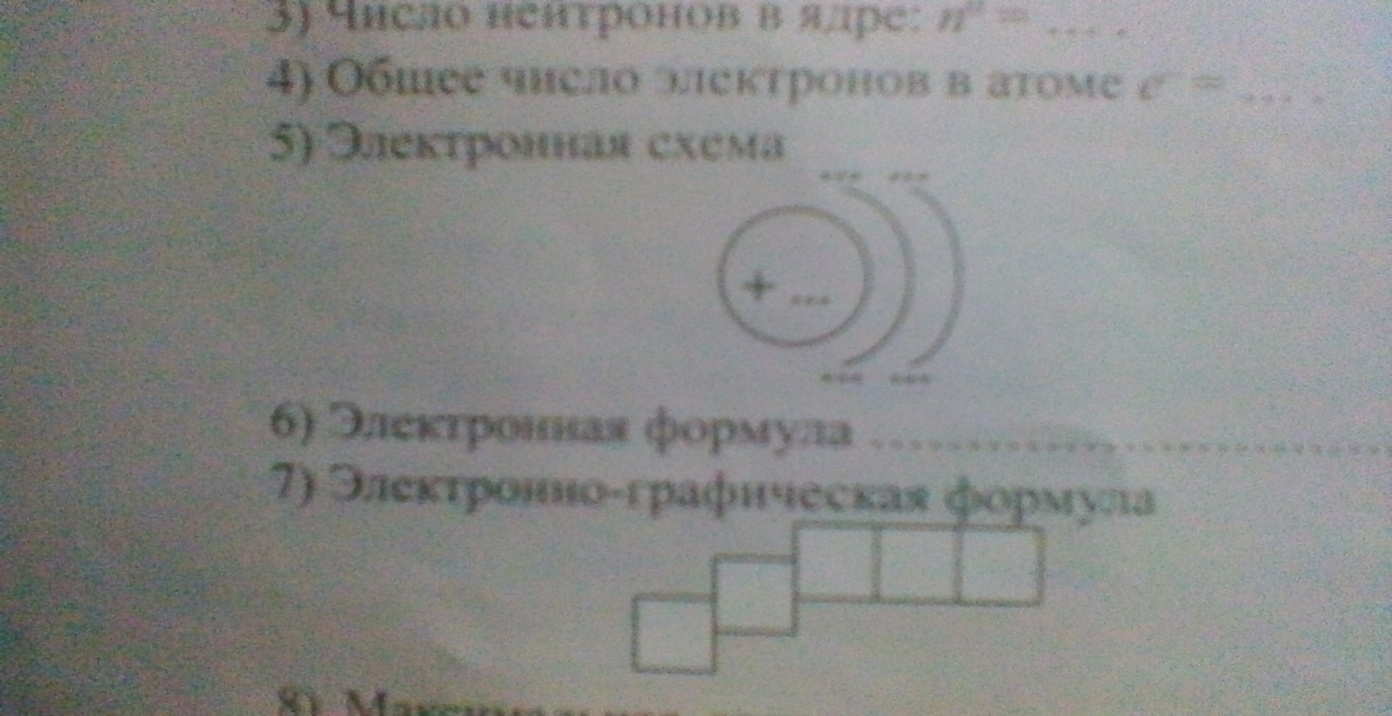 3) Число нейтронов в ядре: n⁰ = ... .
4) Общее число электронов в атоме e⁻ = ... .
5) Электронная схема
... ...
+ ...
... ...
6) Электронная формула ................................
7) Электронно-графическая формула
8)